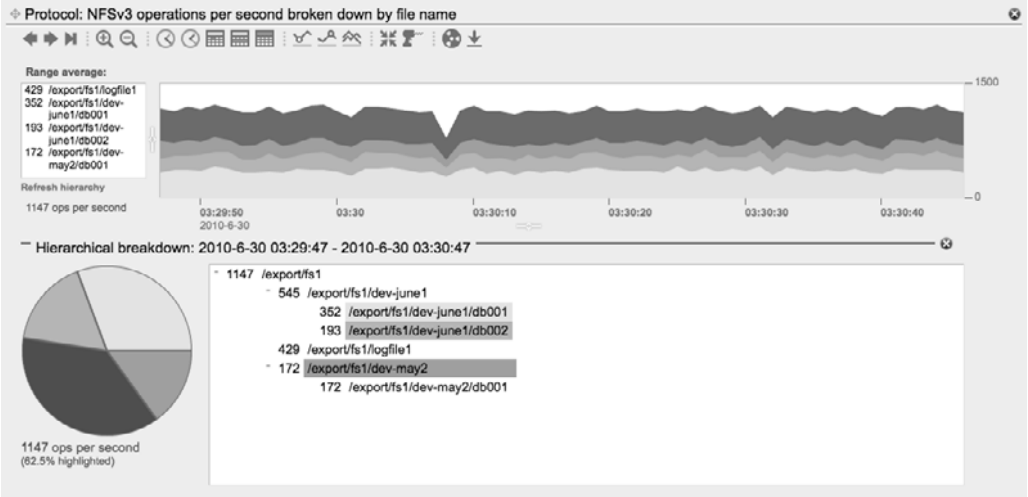 Protocol: NFSv3 operations per second broken down by file name
Range average:
429 /export/fs1/logfile1
352 /export/fs1/dev-
june1/db001
193 /export/fs1/dev-
june1/db002
172 /export/fs1/dev-
may2/db001
Refresh hierarchy
1147 ops per second
1500
0
03:29:50
2010-6-30
03:30
03:30:10
03:30:20
03:30:30
03:30:40
Hierarchical breakdown: 2010-6-30 03:29:47 - 2010-6-30 03:30:47
1147 /export/fs1
545 /export/fs1/dev-june1
352 /export/fs1/dev-june1/db001
193 /export/fs1/dev-june1/db002
429 /export/fs1/logfile1
172 /export/fs1/dev-may2
172 /export/fs1/dev-may2/db001
1147 ops per second
(62.5% highlighted)